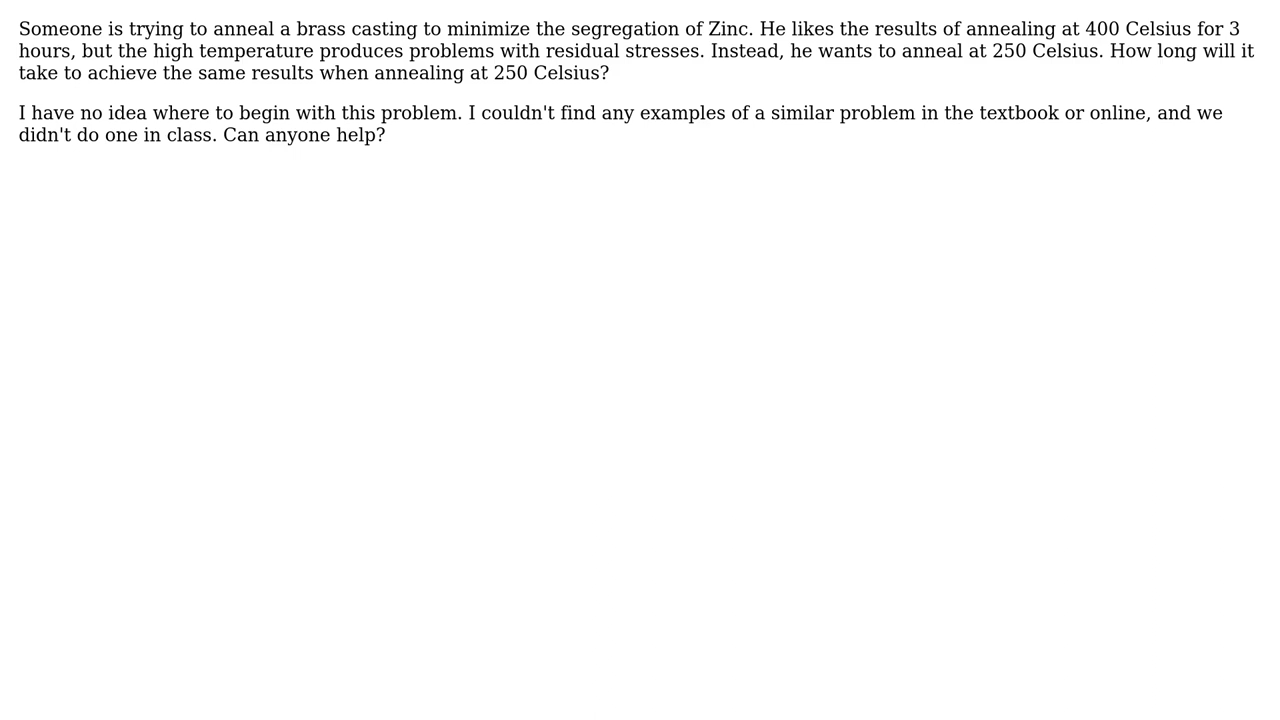 Someone is trying to anneal a brass casting to minimize the segregation of Zinc. He likes the results of annealing at 400 Celsius for 3
hours, but the high temperature produces problems with residual stresses. Instead, he wants to anneal at 250 Celsius. How long will it
take to achieve the same results when annealing at 250 Celsius?
I have no idea where to begin with this problem. I couldn't find any examples of a similar problem in the textbook or online, and we
didn't do one in class. Can anyone help?